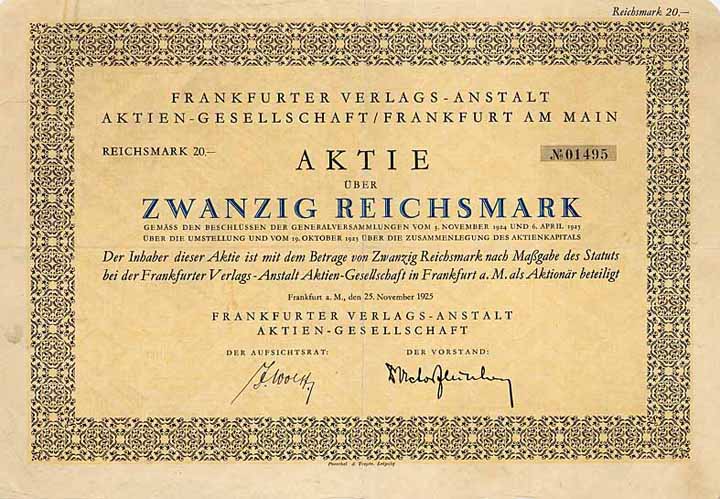 Reichsmark 20.—
FRANKFURTER VERLAGS-ANSTALT
AKTIEN-GESELLSCHAFT/FRANKFURT AM MAIN
REICHSMARK 20.—
AKTIE
№ 01495
ÜBER
ZWANZIG REICHSMARK
GEMÄSS DEN BESCHLÜSSEN DER GENERALVERSAMMLUNGEN VOM 3. NOVEMBER 1924 UND 6. APRIL 1925
ÜBER DIE UMSTELLUNG UND VOM 19. OKTOBER 1925 ÜBER DIE ZUSAMMENLEGUNG DES AKTIENKAPITALS
Der Inhaber dieser Aktie ist mit dem Betrage von Zwanzig Reichsmark nach Maßgabe des Statuts
bei der Frankfurter Verlags-Anstalt Aktien-Gesellschaft in Frankfurt a. M. als Aktionär beteiligt
Frankfurt a. M., den 25. November 1925
FRANKFURTER VERLAGS-ANSTALT
AKTIEN-GESELLSCHAFT
DER AUFSICHTSRAT:
DER VORSTAND:
Leipzig